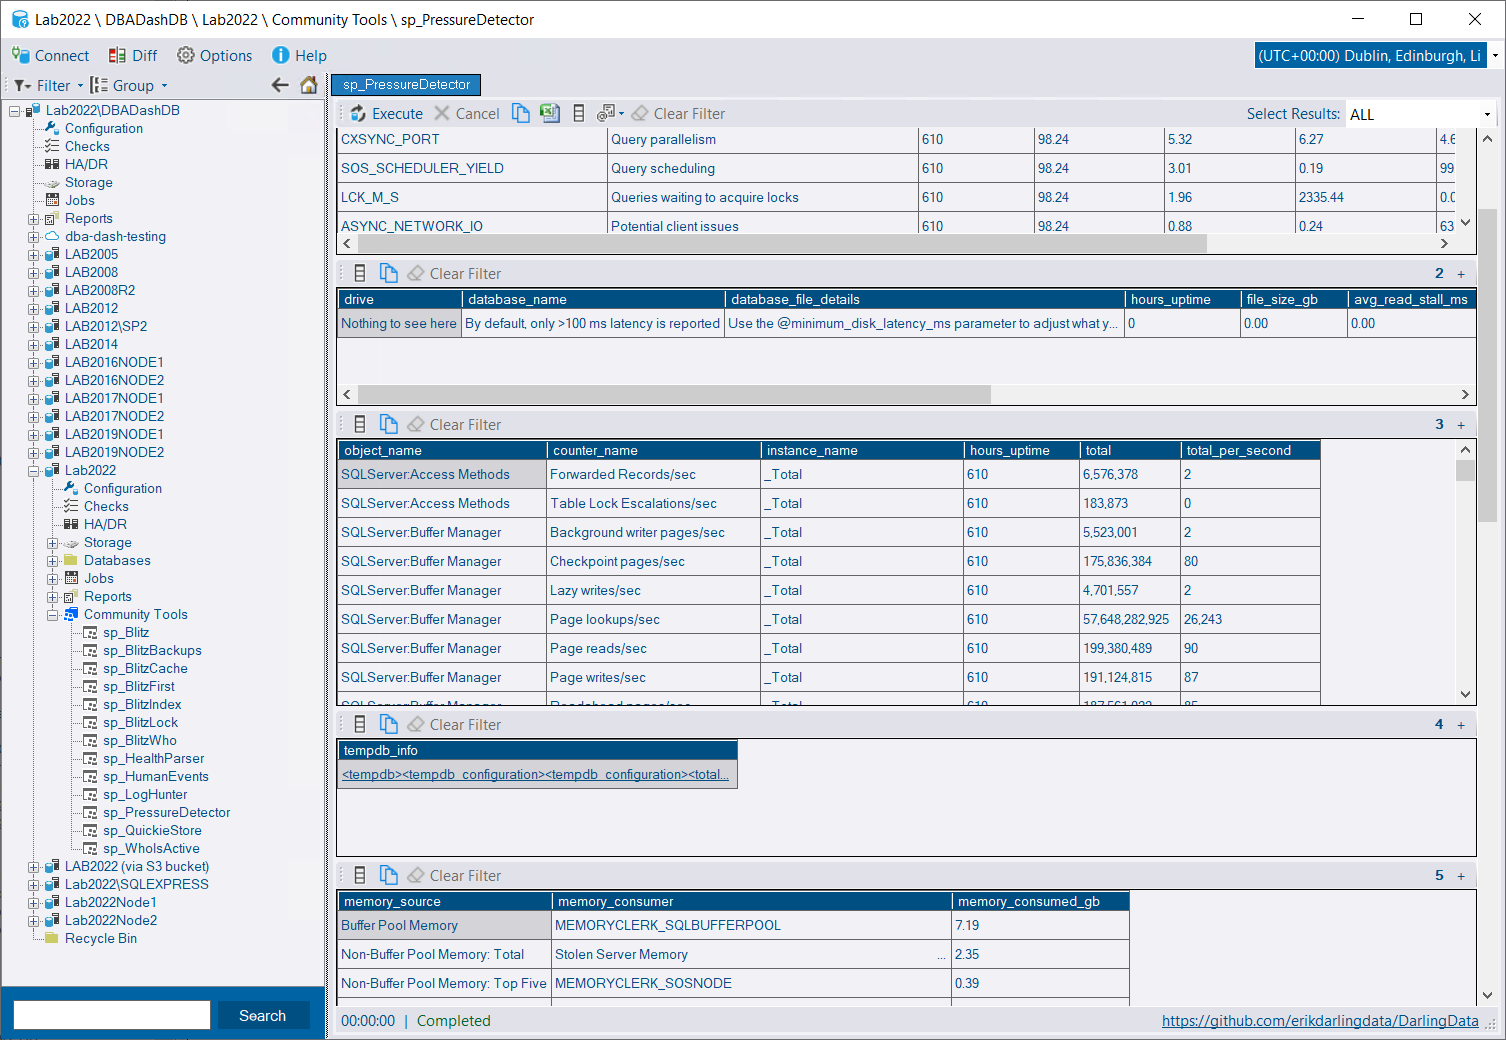 Lab2022 \ DBADashDB \ Lab2022 \ Community Tools \ sp_PressureDetector
Connect Diff Options Help
(UTC+00:00) Dublin, Edinburgh, Li
Filter Group
Lab2022\DBADashDB
Configuration
Checks
HA/DR
Storage
Jobs
Reports
dba-dash-testing
LAB2005
LAB2008
LAB2008R2
LAB2012
LAB2012\SP2
LAB2014
LAB2016NODE1
LAB2016NODE2
LAB2017NODE1
LAB2017NODE2
LAB2019NODE1
LAB2019NODE2
Lab2022
Configuration
Checks
HA/DR
Storage
Databases
Jobs
Reports
Community Tools
sp_Blitz
sp_BlitzBackups
sp_BlitzCache
sp_BlitzFirst
sp_BlitzIndex
sp_BlitzLock
sp_BlitzWho
sp_HealthParser
sp_HumanEvents
sp_LogHunter
sp_PressureDetector
sp_QuickieStore
sp_WhoIsActive
LAB2022 (via S3 bucket)
Lab2022\SQLEXPRESS
Lab2022Node1
Lab2022Node2
Recycle Bin
Search
sp_PressureDetector
Execute Cancel Clear Filter Select Results: ALL
CXSYNC_PORT Query parallelism 610 98.24 5.32 6.27 4.6
SOS_SCHEDULER_YIELD Query scheduling 610 98.24 3.01 0.19 99
LCK_M_S Queries waiting to acquire locks 610 98.24 1.96 2335.44 0.0
ASYNC_NETWORK_IO Potential client issues 610 98.24 0.88 0.24 63
Clear Filter 2 +
drive database_name database_file_details hours_uptime file_size_gb avg_read_stall_ms
Nothing to see here By default, only >100 ms latency is reported Use the @minimum_disk_latency_ms parameter to adjust what y... 0 0.00 0.00
Clear Filter 3 +
object_name counter_name instance_name hours_uptime total total_per_second
SQLServer:Access Methods Forwarded Records/sec _Total 610 6,576,378 2
SQLServer:Access Methods Table Lock Escalations/sec _Total 610 183,873 0
SQLServer:Buffer Manager Background writer pages/sec _Total 610 5,523,001 2
SQLServer:Buffer Manager Checkpoint pages/sec _Total 610 175,836,384 80
SQLServer:Buffer Manager Lazy writes/sec _Total 610 4,701,557 2
SQLServer:Buffer Manager Page lookups/sec _Total 610 57,648,282,925 26,243
SQLServer:Buffer Manager Page reads/sec _Total 610 199,380,489 90
SQLServer:Buffer Manager Page writes/sec _Total 610 191,124,815 87
SQLServer:Buffer Manager Readahead pages/sec _Total 610
Clear Filter 4 +
tempdb_info
<tempdb><tempdb_configuration><tempdb_configuration><total...
Clear Filter 5 +
memory_source memory_consumer memory_consumed_gb
Buffer Pool Memory MEMORYCLERK_SQLBUFFERPOOL 7.19
Non-Buffer Pool Memory: Total Stolen Server Memory ... 2.35
Non-Buffer Pool Memory: Top Five MEMORYCLERK_SOSNODE 0.39
00:00:00 | Completed https://github.com/erikdarlingdata/DarlingData